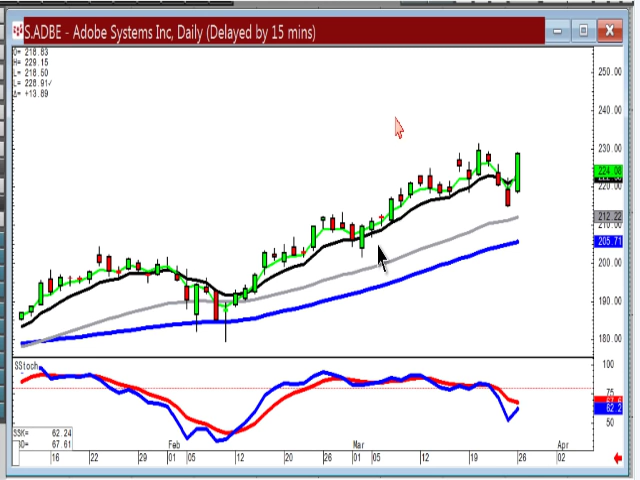 S.ADBE - Adobe Systems Inc, Daily (Delayed by 15 mins)
O= 218.83
H= 229.15
L= 218.50
L= 228.91✓
Δ= +13.89
250.00
240.00
230.00
224.08
220.00
212.22
205.71
200.00
190.00
180.00
SStoch
100
75
62.2
50
SSK= 62.24
SSD= 67.61
Feb Mar Apr
16 22 29 01 05 12 20 26 01 05 12 19 26 02